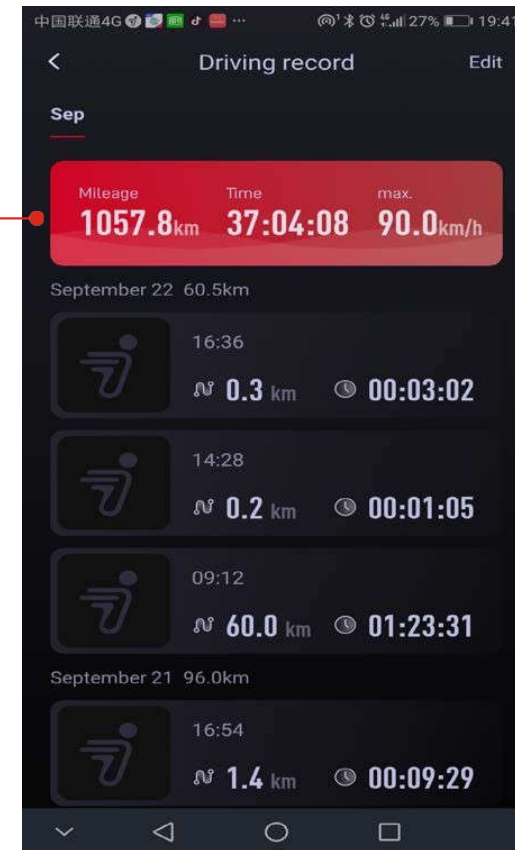 中国联通4G 27% 19:41
Driving record Edit
Sep
Mileage Time max.
1057.8km 37:04:08 90.0km/h
September 22 60.5km
16:36
0.3 km 00:03:02
14:28
0.2 km 00:01:05
09:12
60.0 km 01:23:31
September 21 96.0km
16:54
1.4 km 00:09:29